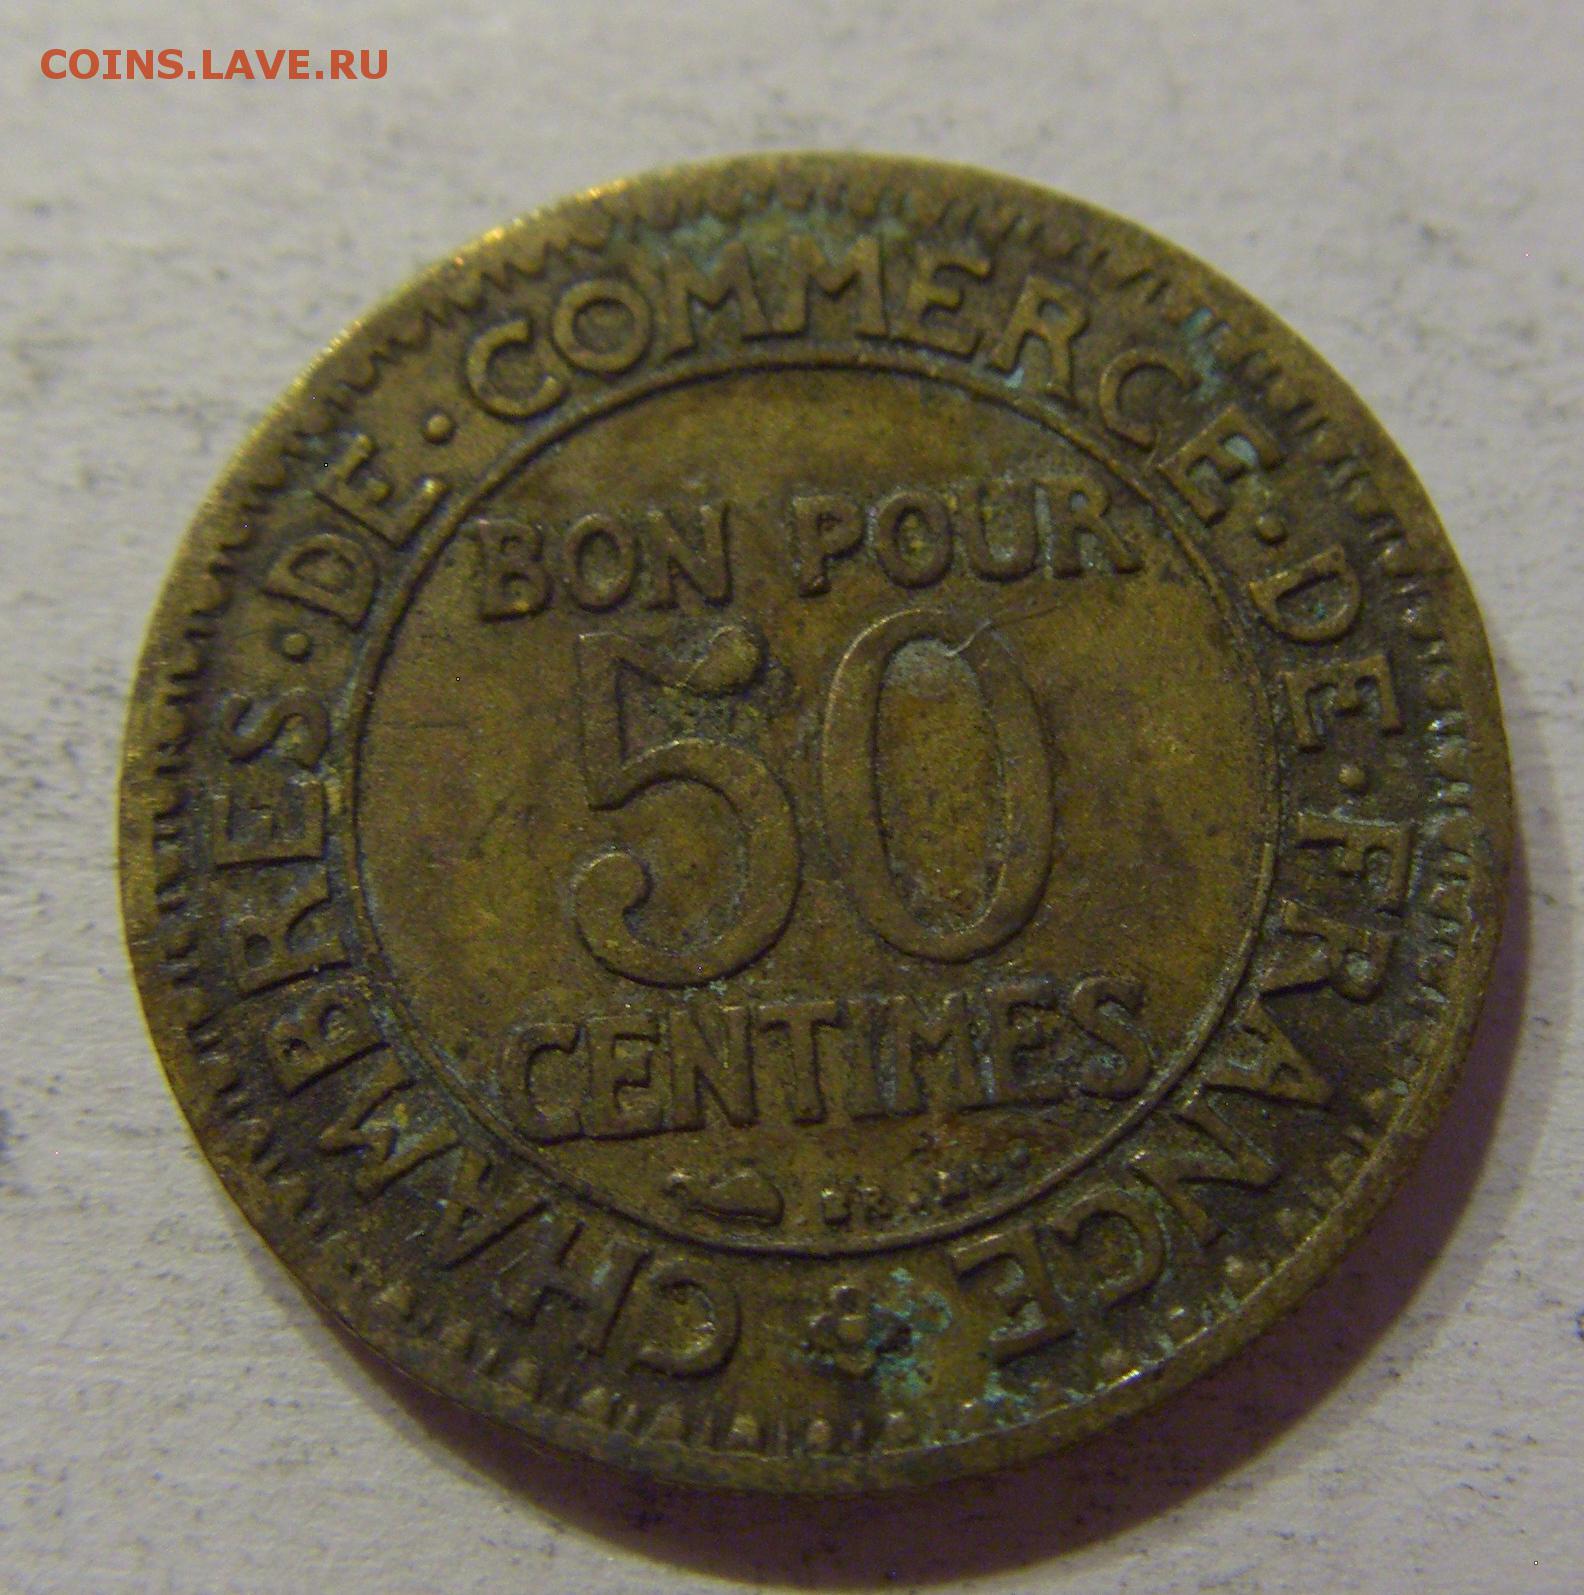 COINS.LAVE.RU
CHAMBRES·DE·COMMERCE·DE·FRANCE
BON POUR
50
CENTIMES